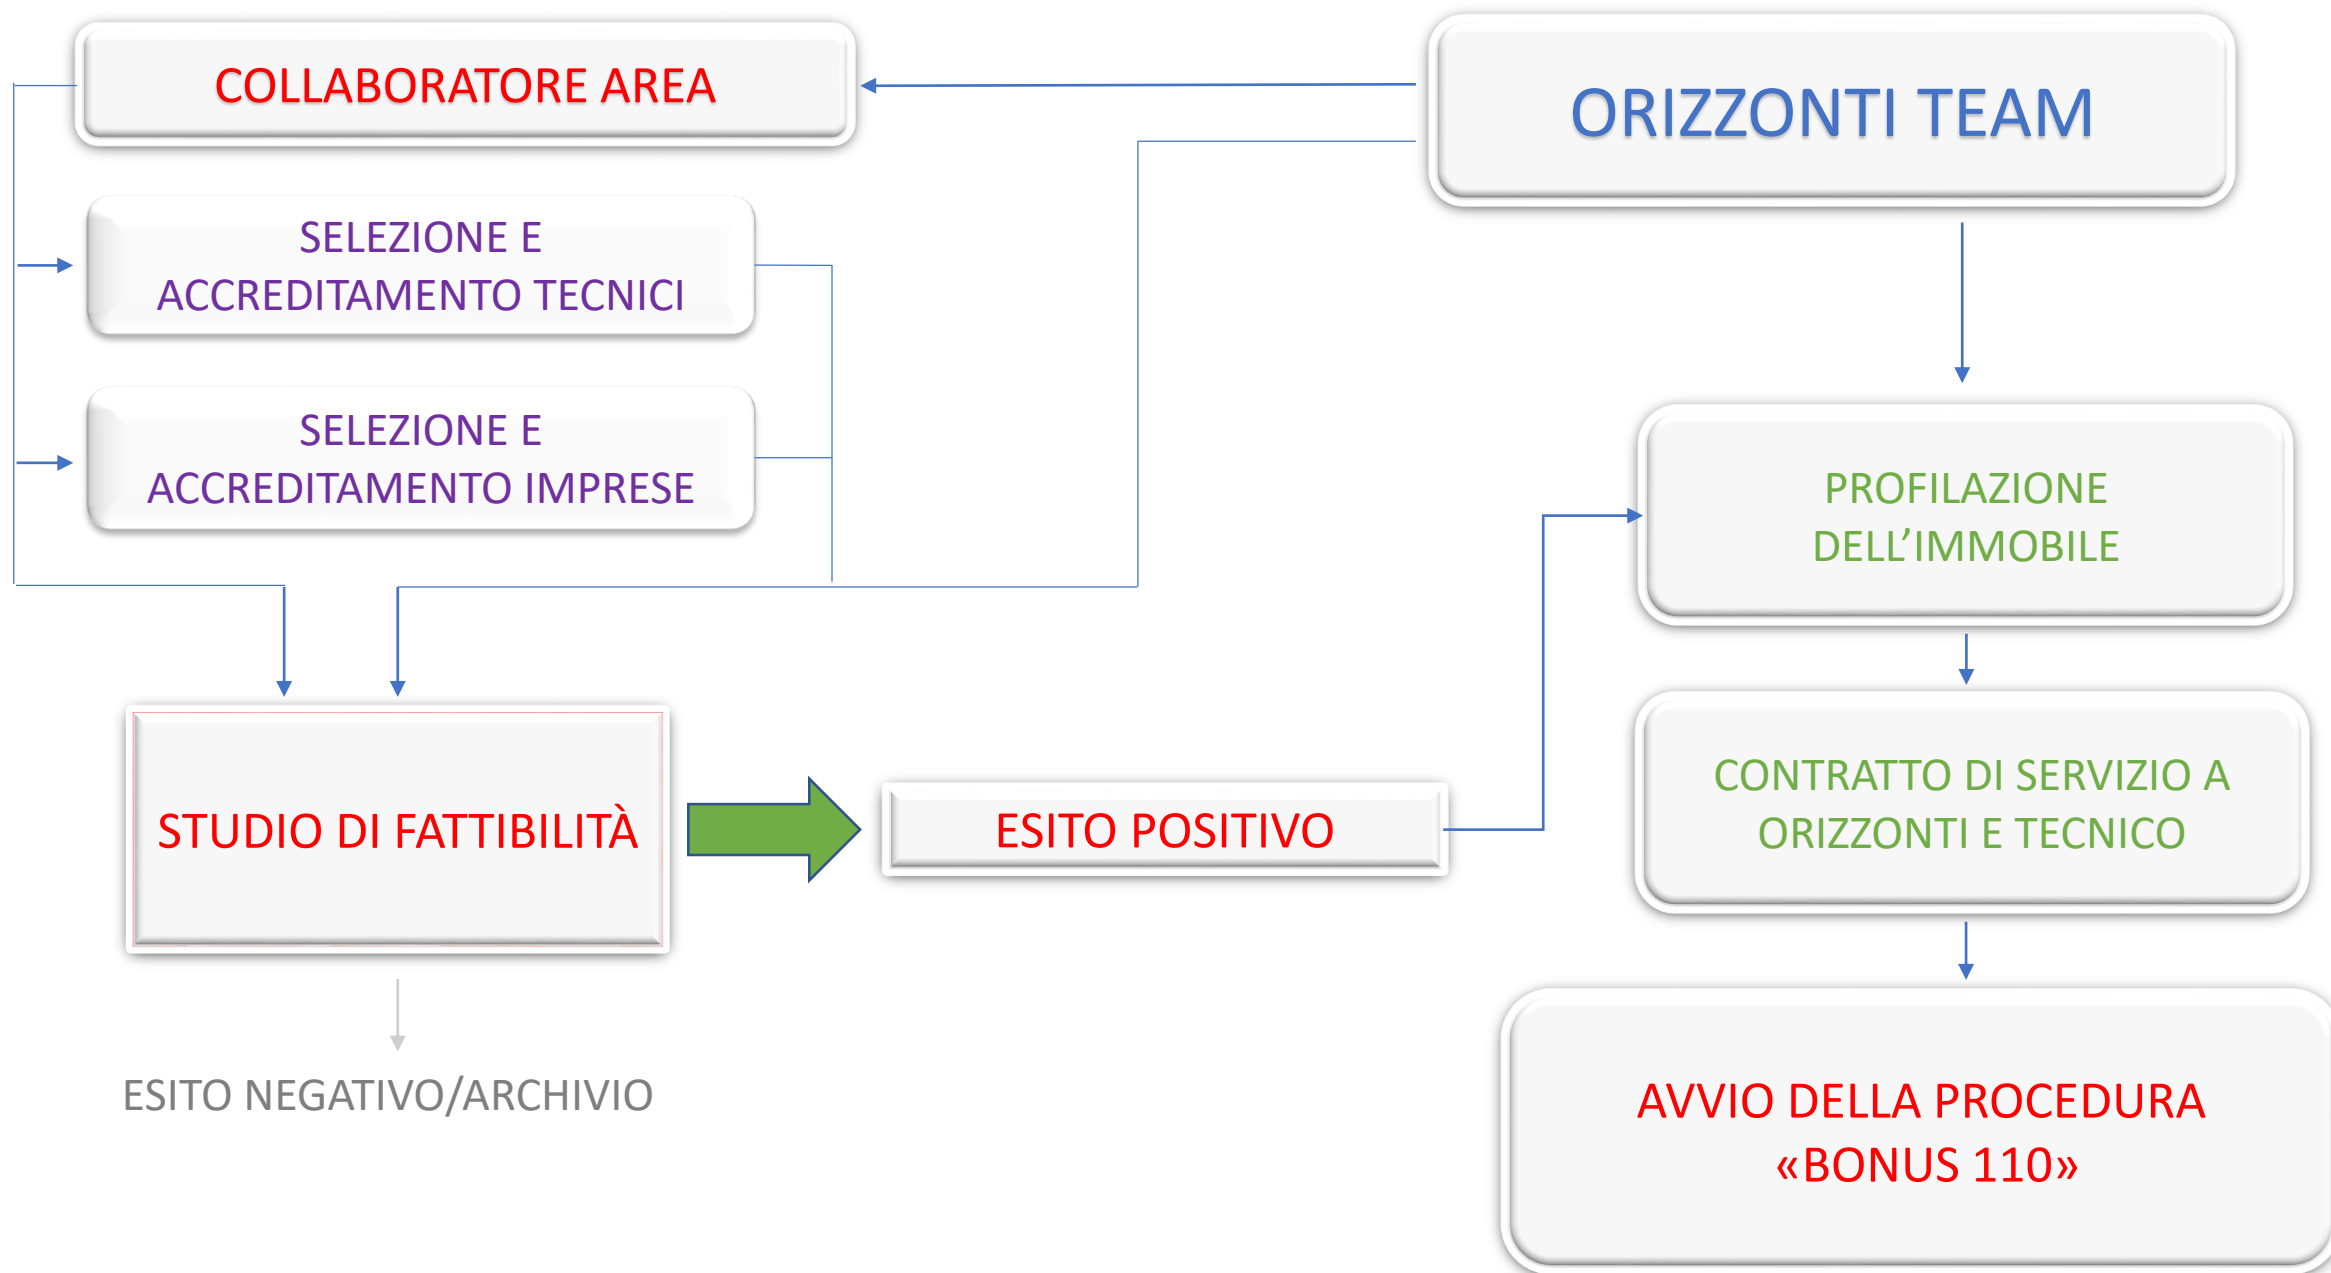 COLLABORATORE AREA
ORIZZONTI TEAM
SELEZIONE E
ACCREDITAMENTO TECNICI
SELEZIONE E
ACCREDITAMENTO IMPRESE
PROFILAZIONE
DELL’IMMOBILE
STUDIO DI FATTIBILITÀ
ESITO POSITIVO
CONTRATTO DI SERVIZIO A
ORIZZONTI E TECNICO
ESITO NEGATIVO/ARCHIVIO
AVVIO DELLA PROCEDURA
«BONUS 110»